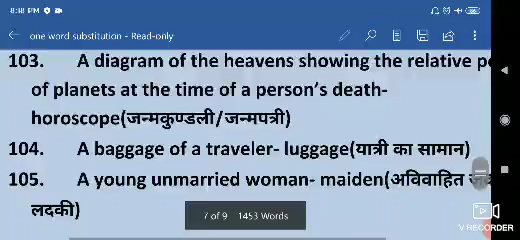 8:18 PM
one word substitution - Read-only
103. A diagram of the heavens showing the relative
of planets at the time of a person's death-
horoscope(जन्मकुण्डली/जन्मपत्री)
104. A baggage of a traveler- luggage(यात्री का सामान)
105. A young unmarried woman- maiden(अविवाहित
लदकी)
7 of 9 1453 Words
V.RECORDER